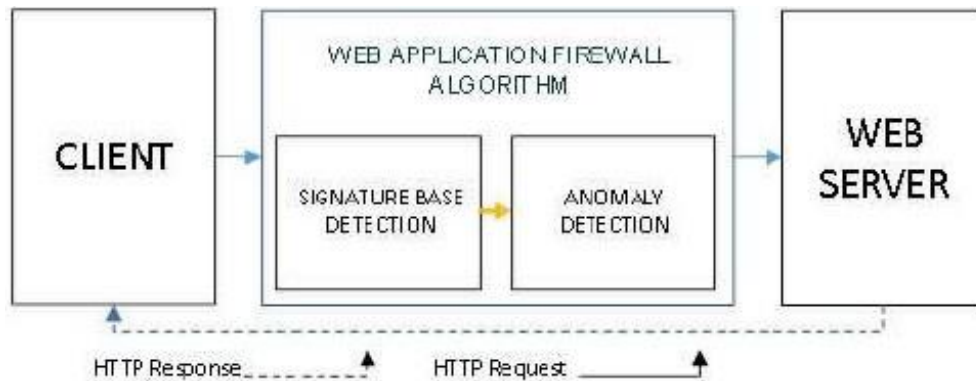 WEB APPLICATION FIREWALL
ALGORITHM
CLIENT
SIGNATURE BASE
DETECTION
ANOMALY
DETECTION
WEB
SERVER
HTTP Response
HTTP Request